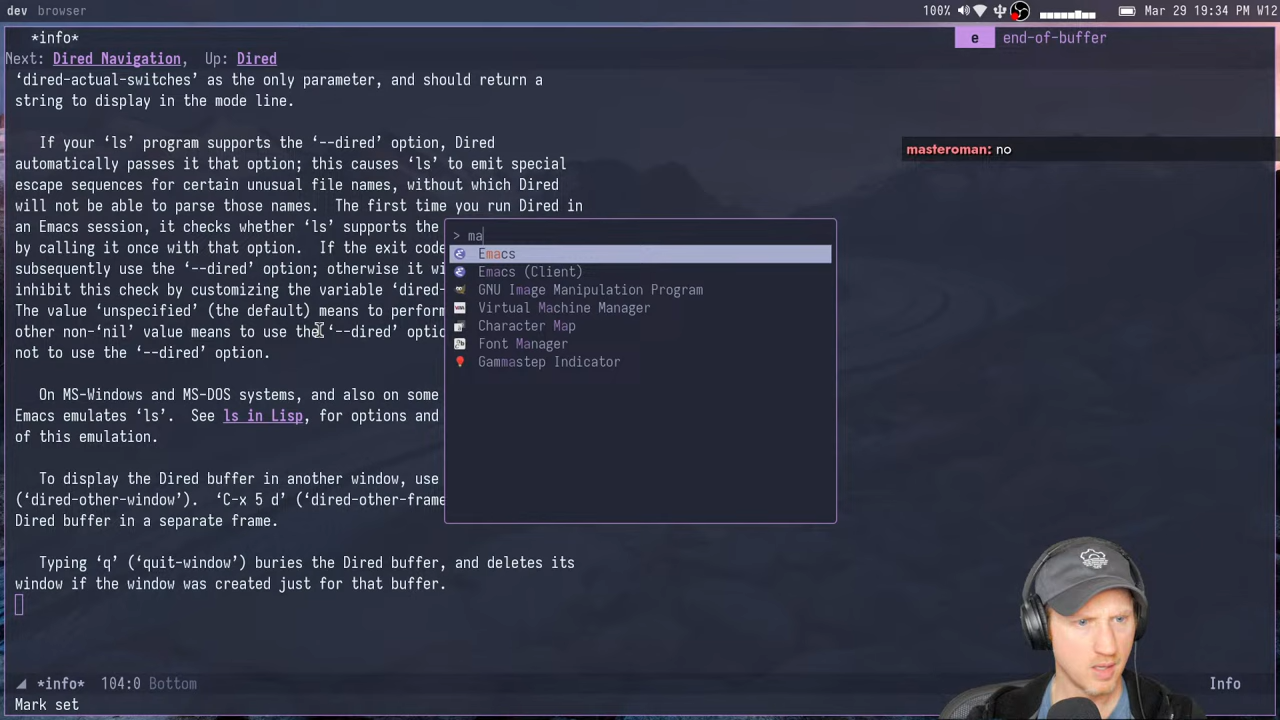 dev browser
100% Mar 29 19:34 PM W12
*info*
e end-of-buffer
Next: Dired Navigation, Up: Dired
‘dired-actual-switches’ as the only parameter, and should return a
string to display in the mode line.
If your ‘ls’ program supports the ‘--dired’ option, Dired
automatically passes it that option; this causes ‘ls’ to emit special
escape sequences for certain unusual file names, without which Dired
will not be able to parse those names. The first time you run Dired in
an Emacs session, it checks whether ‘ls’ supports the
by calling it once with that option. If the exit code
subsequently use the ‘--dired’ option; otherwise it wi
inhibit this check by customizing the variable ‘dired-
The value ‘unspecified’ (the default) means to perform
other non-‘nil’ value means to use the ‘--dired’ optio
not to use the ‘--dired’ option.
On MS-Windows and MS-DOS systems, and also on some
Emacs emulates ‘ls’. See ls in Lisp, for options and
of this emulation.
To display the Dired buffer in another window, use
(‘dired-other-window’). ‘C-x 5 d’ (‘dired-other-frame
Dired buffer in a separate frame.
Typing ‘q’ (‘quit-window’) buries the Dired buffer, and deletes its
window if the window was created just for that buffer.
masferoman: no
> ma
Emacs
Emacs (Client)
GNU Image Manipulation Program
Virtual Machine Manager
Character Map
Font Manager
Gammastep Indicator
*info* 104:0 Bottom Info
Mark set